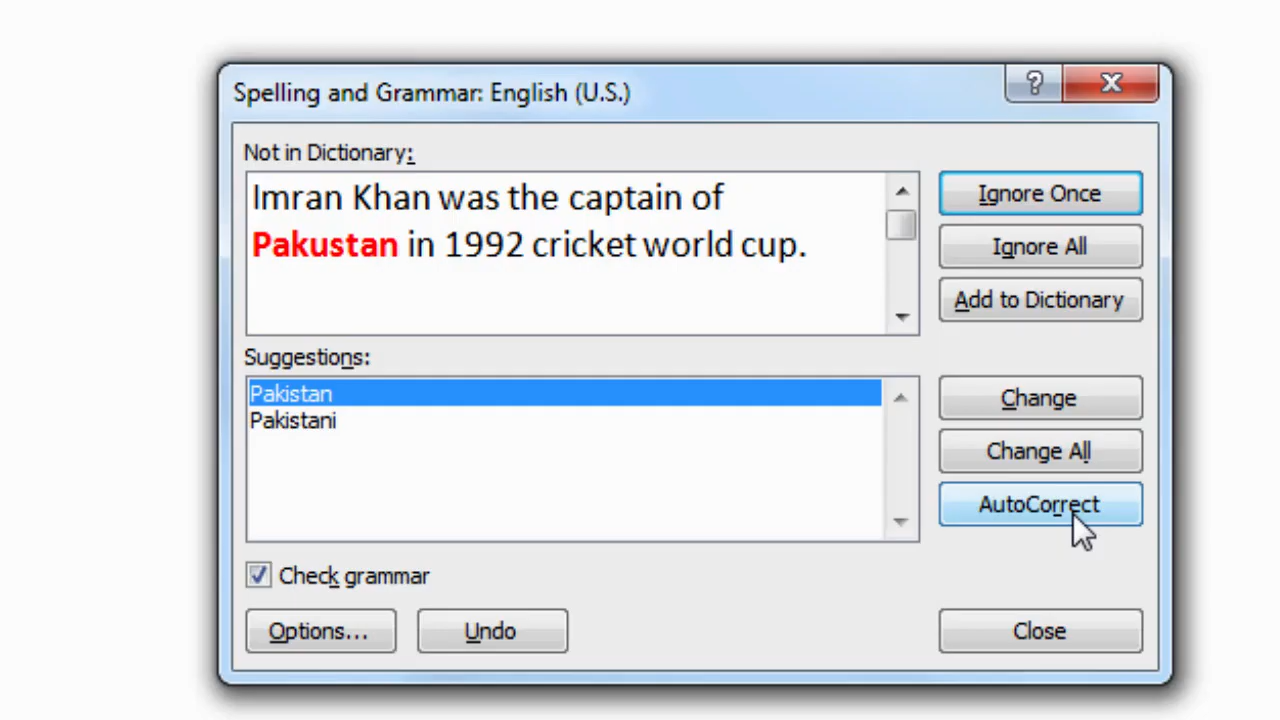 Spelling and Grammar: English (U.S.)
?
X
Not in Dictionary:
Imran Khan was the captain of
Pakustan in 1992 cricket world cup.
Ignore Once
Ignore All
Add to Dictionary
Suggestions:
Pakistan
Pakistani
Change
Change All
AutoCorrect
Check grammar
Options...
Undo
Close